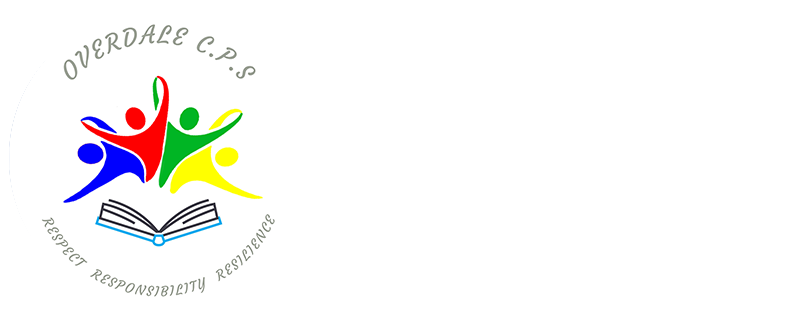 OVERDALE C.P.S
RESPECT RESPONSIBILITY RESILIENCE